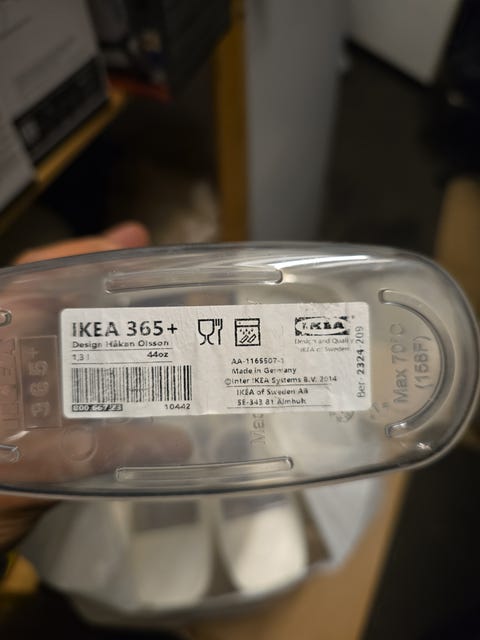 IKEA 365+
Design Håkan Olsson
1,3 l 44oz
800.667.23 10442
AA-1165507-1
Made in Germany
©Inter IKEA Systems B.V. 2014
IKEA of Sweden AB
SE-343 81 Älmhult
IKEA
Design and Quality
IKEA of Sweden
2324 209
Max 70°C
(158F)
365+